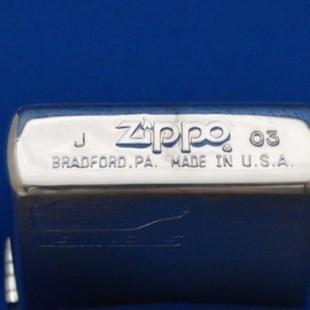 J Zippo® 03
BRADFORD, PA. MADE IN U.S.A.